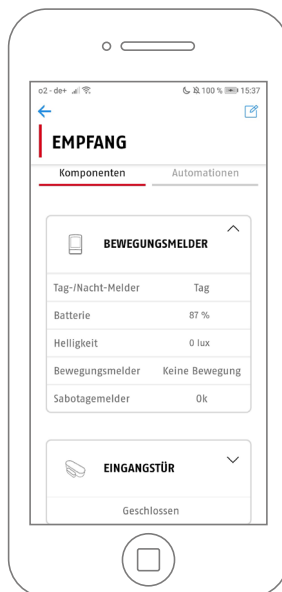 o2 - de+ 100 % 15:37
EMPFANG
Komponenten Automationen
BEWEGUNGSMELDER
Tag-/Nacht-Melder Tag
Batterie 87 %
Helligkeit 0 lux
Bewegungsmelder Keine Bewegung
Sabotagemelder Ok
EINGANGSTÜR
Geschlossen